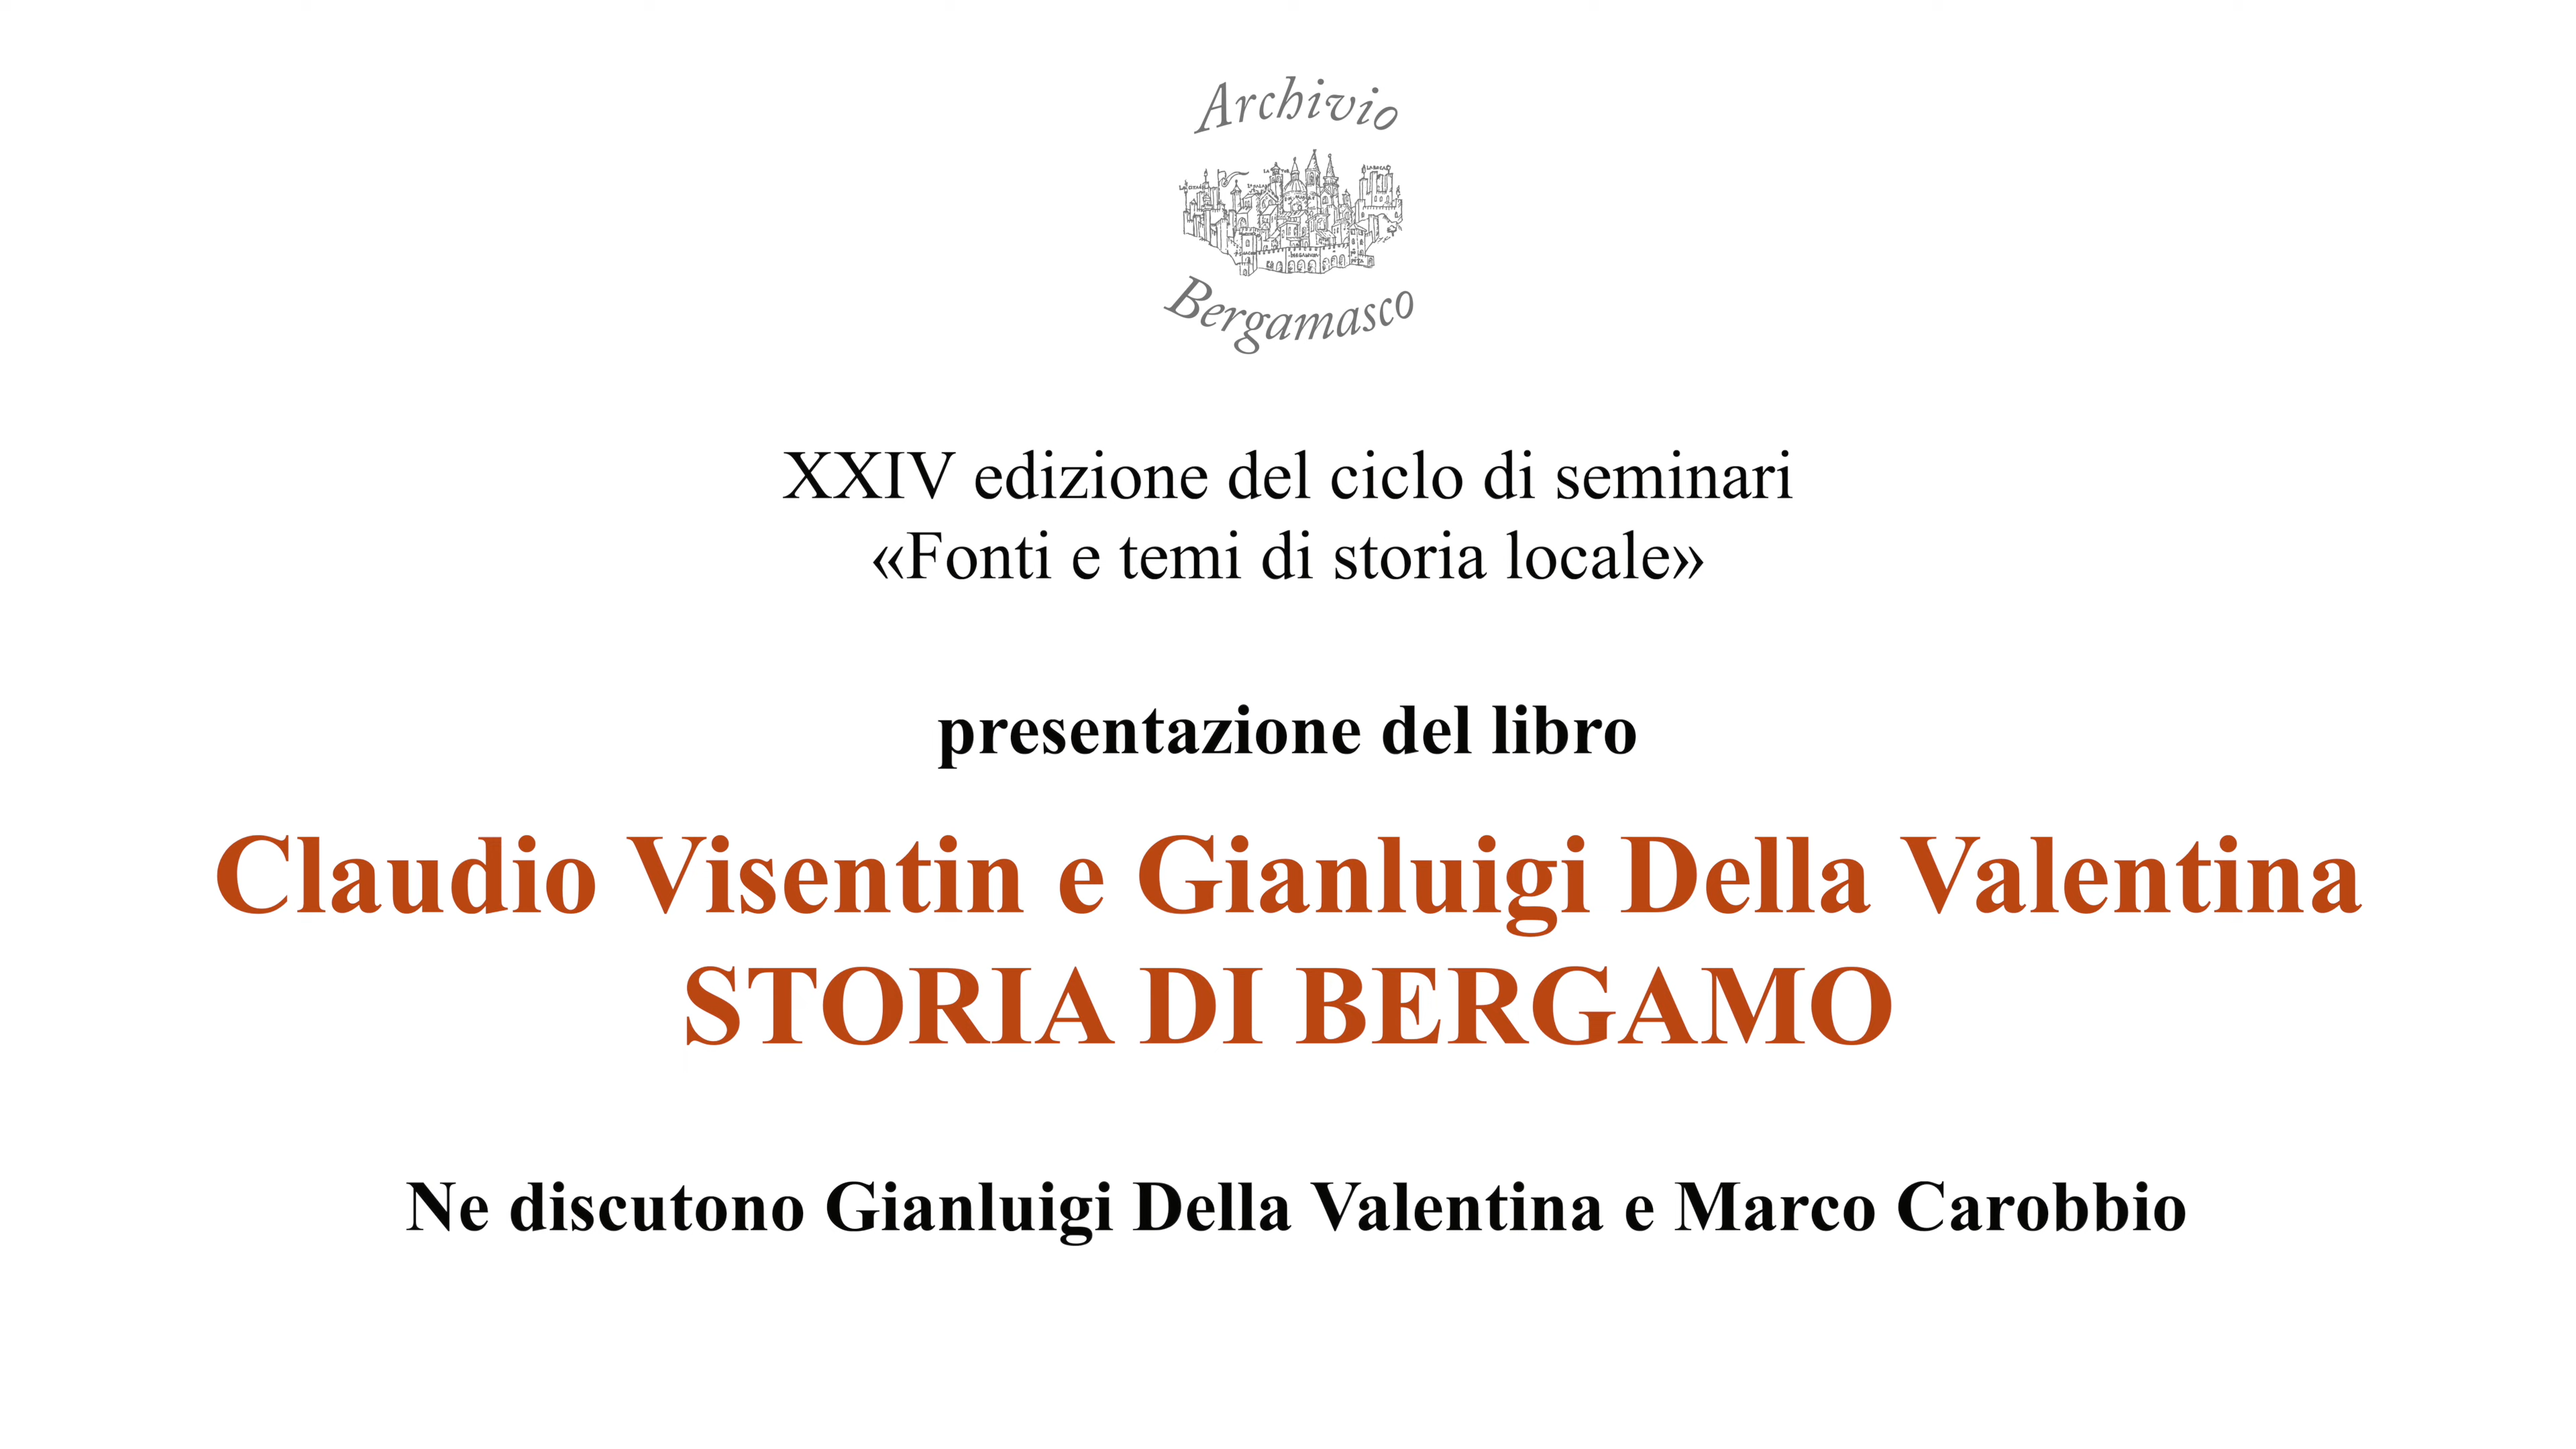 Archivio
Bergamasco
XXIV edizione del ciclo di seminari
«Fonti e temi di storia locale»
presentazione del libro
Claudio Visentin e Gianluigi Della Valentina
STORIA DI BERGAMO
Ne discutono Gianluigi Della Valentina e Marco Carobbio